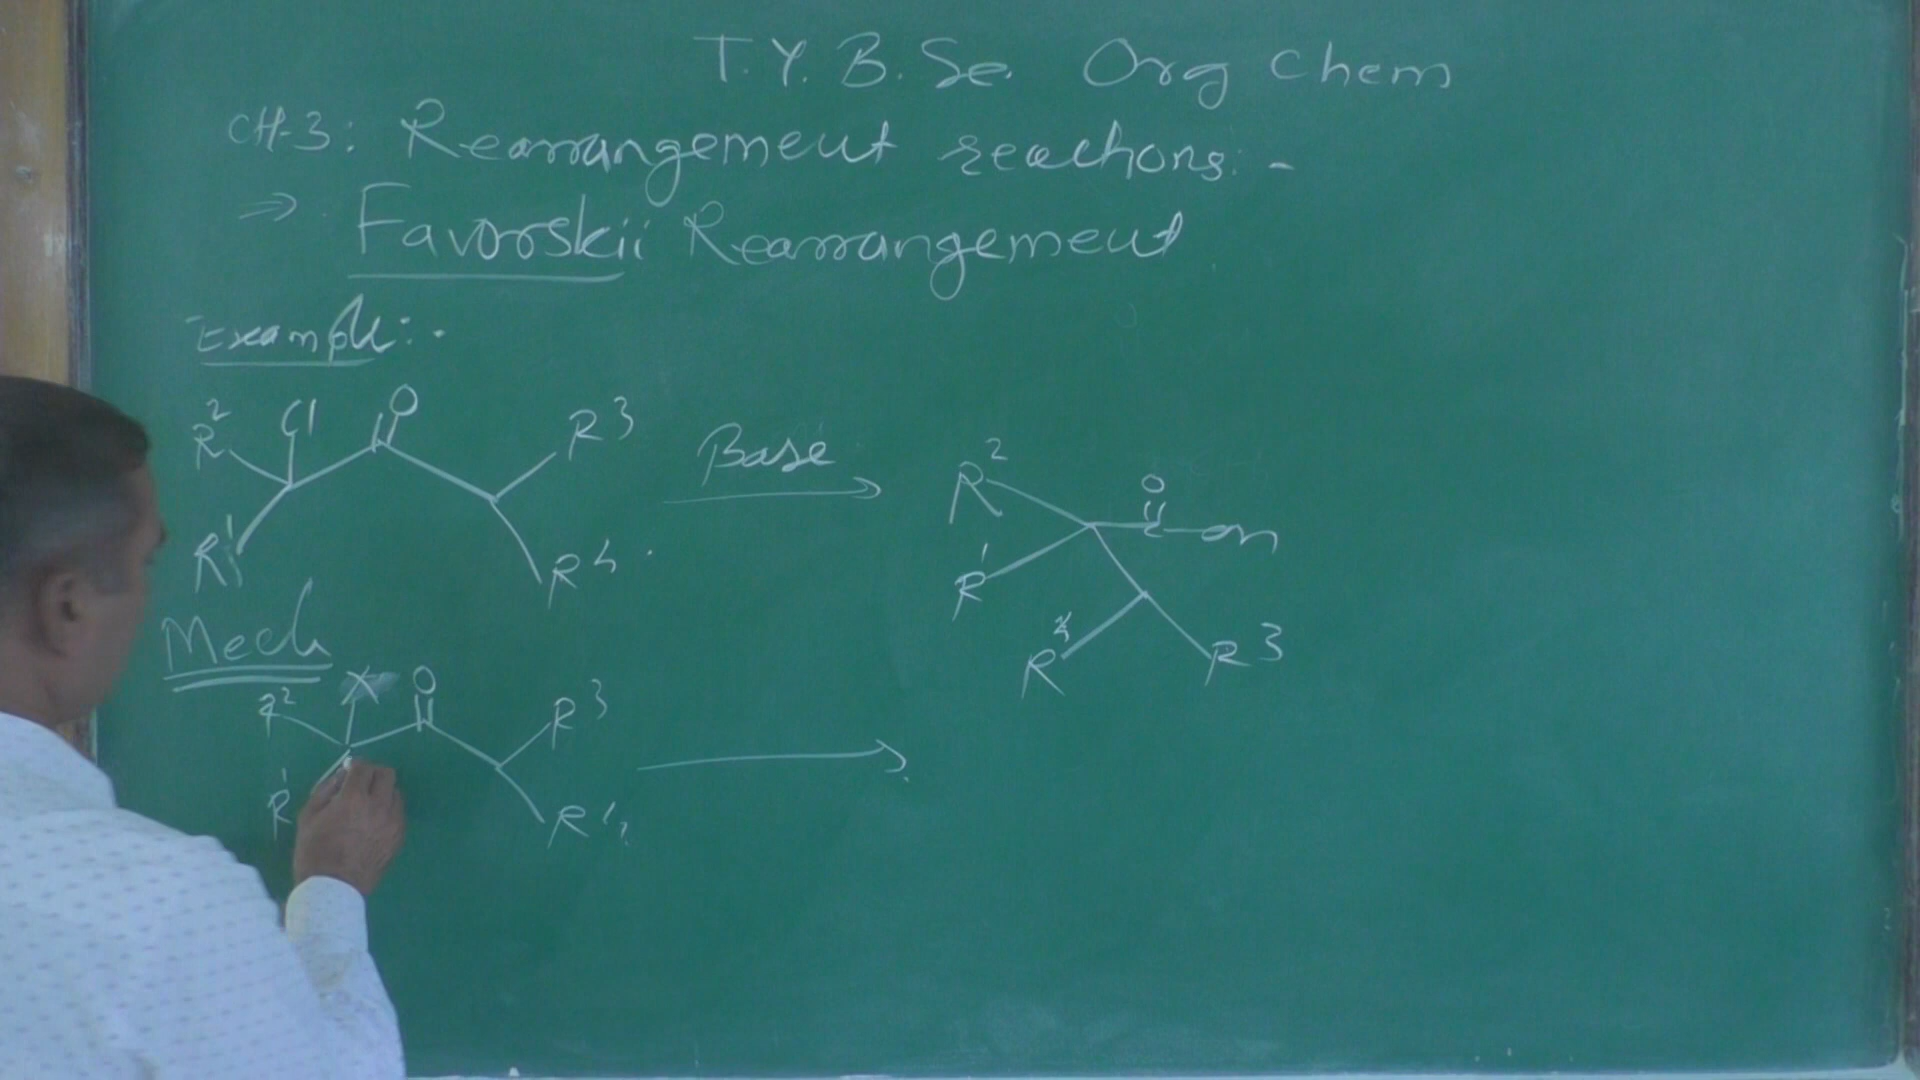 T.Y.B.Sc. Org Chem
CH-3: Rearrangement reactions: -
⇒ Favorskii Rearrangement
Example:-
R² Cl O R³
R¹ R⁴
Base →
R² O
R¹ C-OH
R⁴ R³
Mech
R² X O R³
R¹ R⁴ →